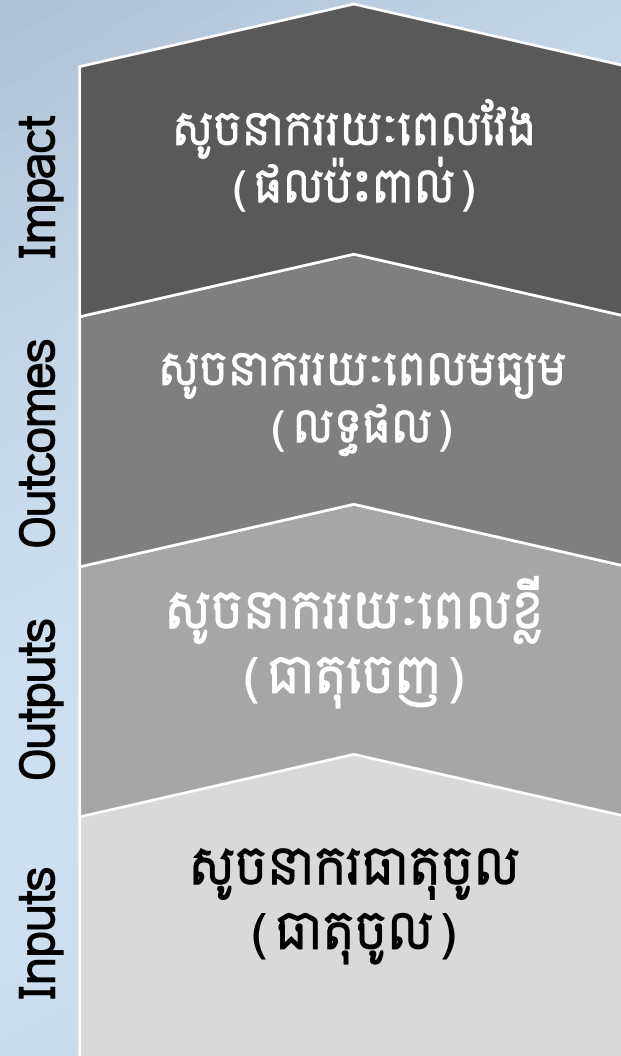 Impact
សូចនាកររយៈពេលវែង
(ផលប៉ះពាល់)
Outcomes
សូចនាកររយៈពេលមធ្យម
(លទ្ធផល)
Outputs
សូចនាកររយៈពេលខ្លី
(ធាតុចេញ)
Inputs
សូចនាករធាតុចូល
(ធាតុចូល)